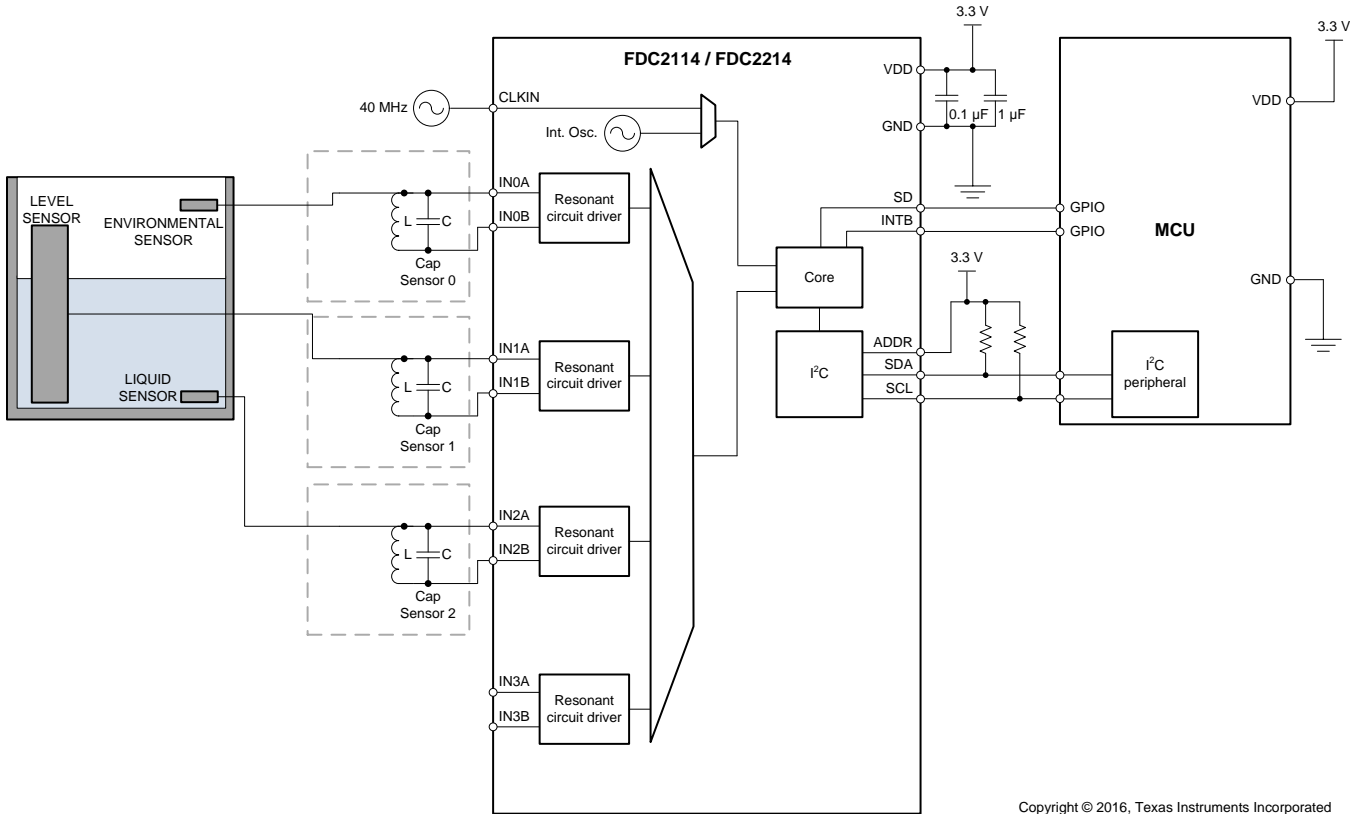 3.3 V
3.3 V
FDC2114 / FDC2214
VDD
40 MHz
CLKIN
0.1 µF
1 µF
VDD
Int. Osc.
GND
LEVEL
SENSOR
ENVIRONMENTAL
SENSOR
LIQUID
SENSOR
L
C
Cap
Sensor 0
IN0A
IN0B
Resonant
circuit driver
L
C
Cap
Sensor 1
IN1A
IN1B
Resonant
circuit driver
L
C
Cap
Sensor 2
IN2A
IN2B
Resonant
circuit driver
IN3A
IN3B
Resonant
circuit driver
Core
I²C
SD
INTB
ADDR
SDA
SCL
3.3 V
GPIO
GPIO
MCU
GND
I²C
peripheral
Copyright © 2016, Texas Instruments Incorporated